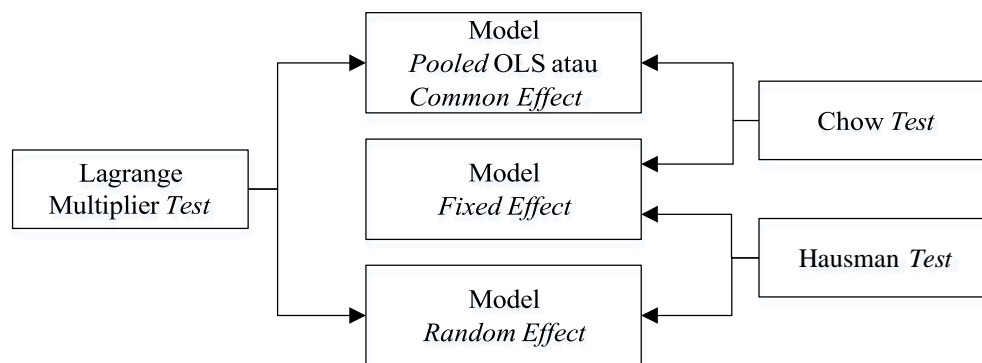 Model
Pooled OLS atau
Common Effect
Chow Test
Model
Fixed Effect
Lagrange
Multiplier Test
Hausman Test
Model
Random Effect